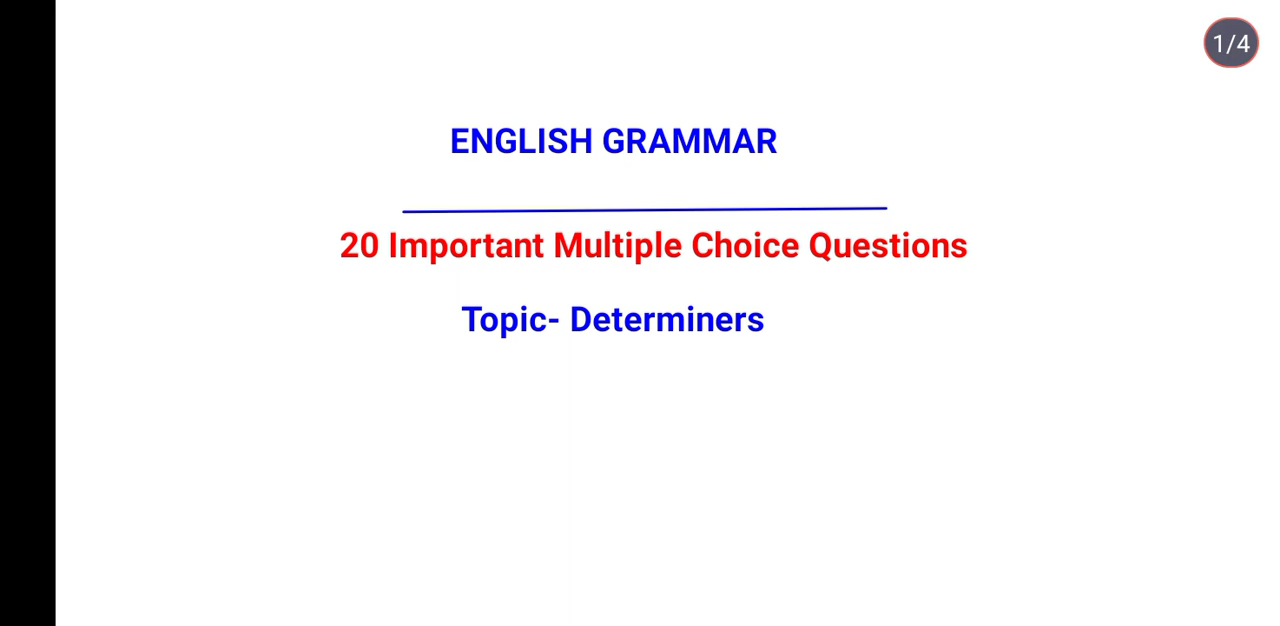 1/4
ENGLISH GRAMMAR
20 Important Multiple Choice Questions
Topic- Determiners